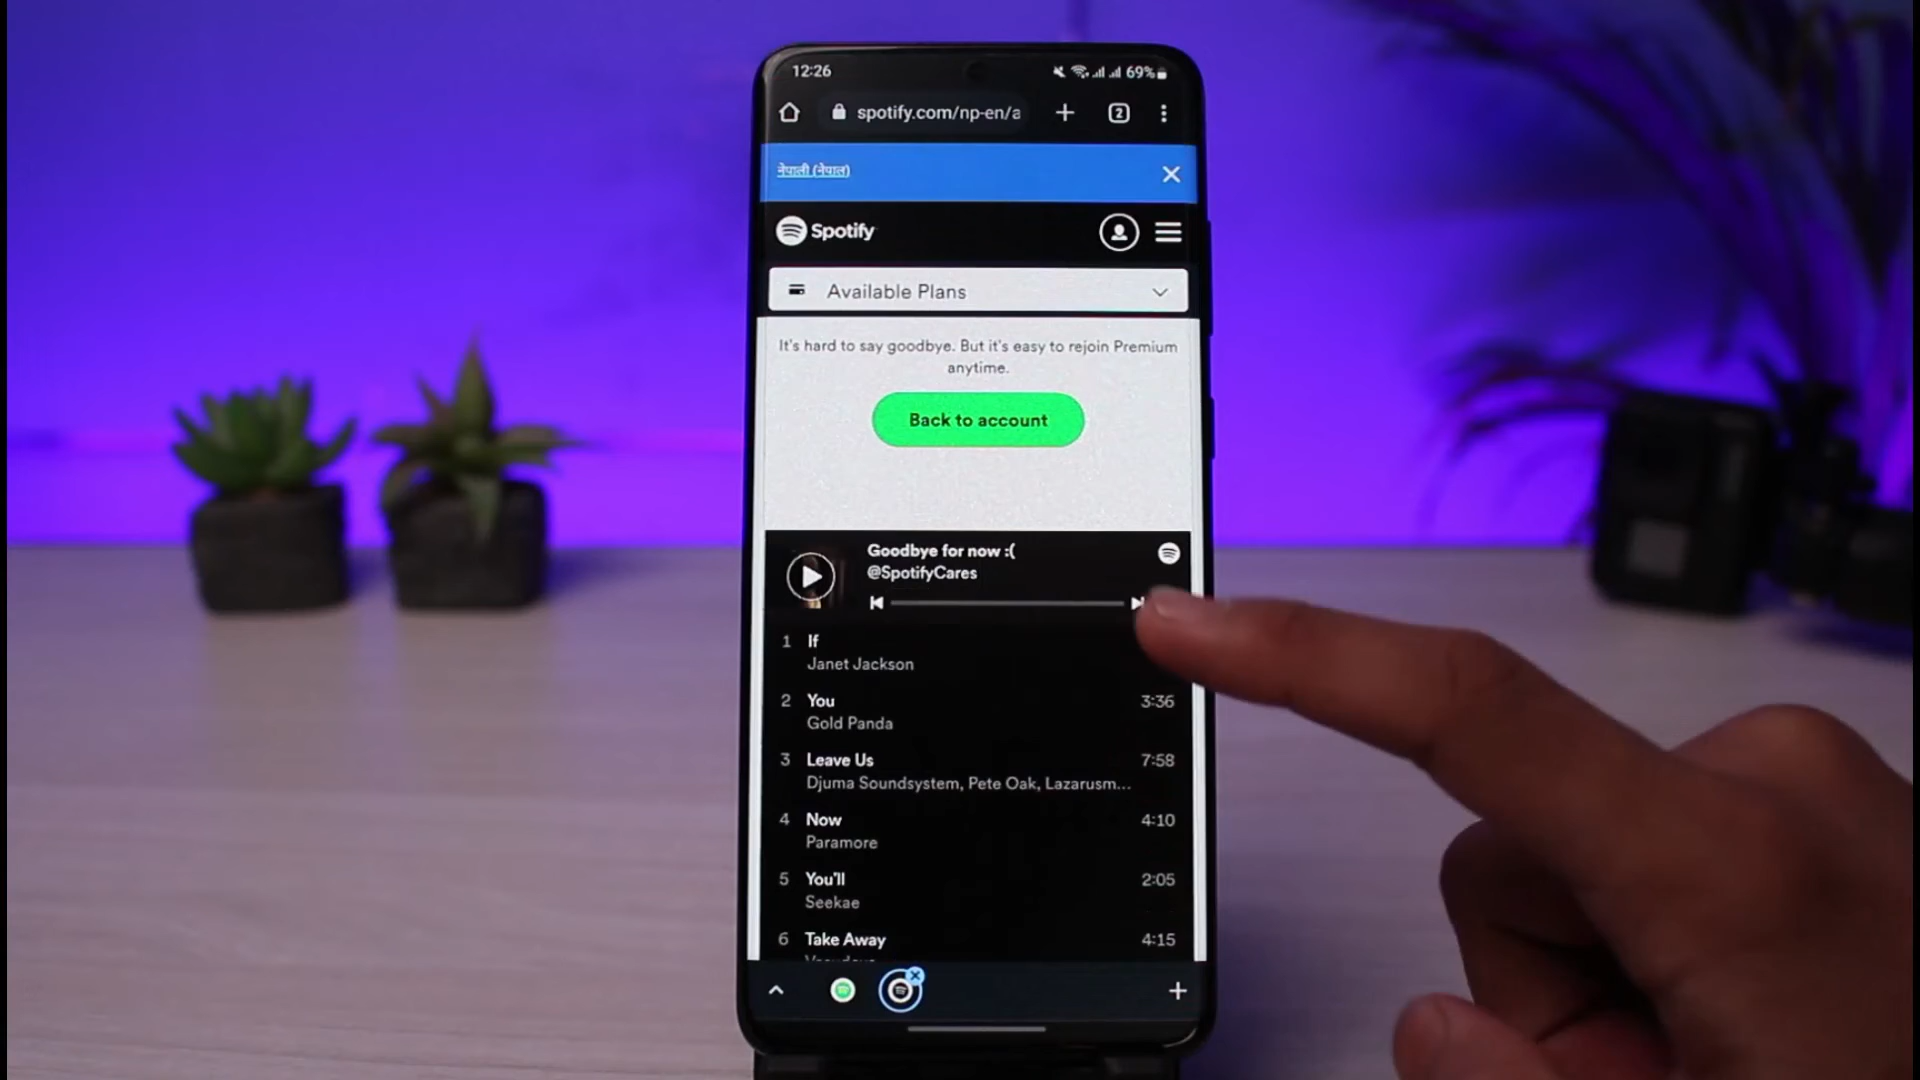 12:26
69%
spotify.com/np-en/a
2
नेपाली (नेपाल)
Spotify
Available Plans
It's hard to say goodbye. But it's easy to rejoin Premium
anytime.
Back to account
Goodbye for now :(
@SpotifyCares
1 If
Janet Jackson
2 You 3:36
Gold Panda
3 Leave Us 7:58
Djuma Soundsystem, Pete Oak, Lazarusm...
4 Now 4:10
Paramore
5 You'll 2:05
Seekae
6 Take Away 4:15